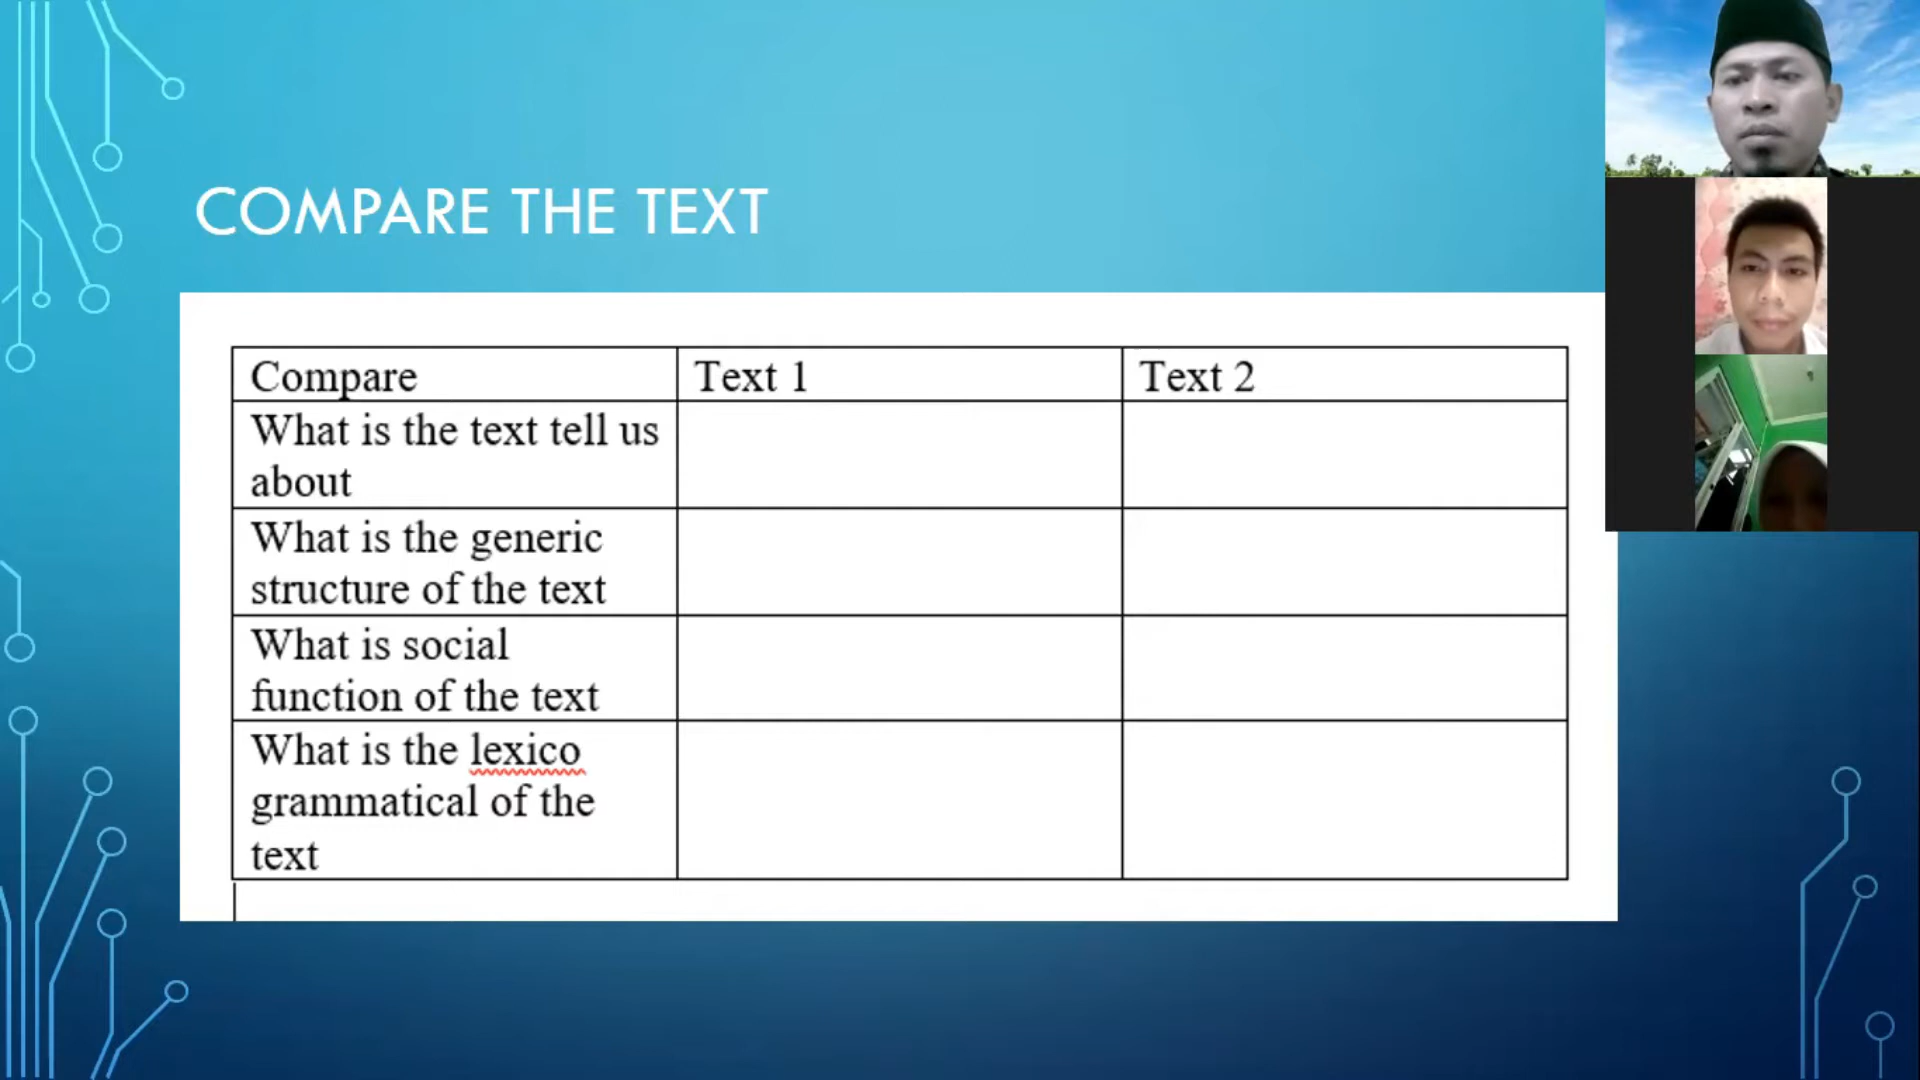 COMPARE THE TEXT
Compare
Text 1
Text 2
What is the text tell us
about
What is the generic
structure of the text
What is social
function of the text
What is the lexico
grammatical of the
text